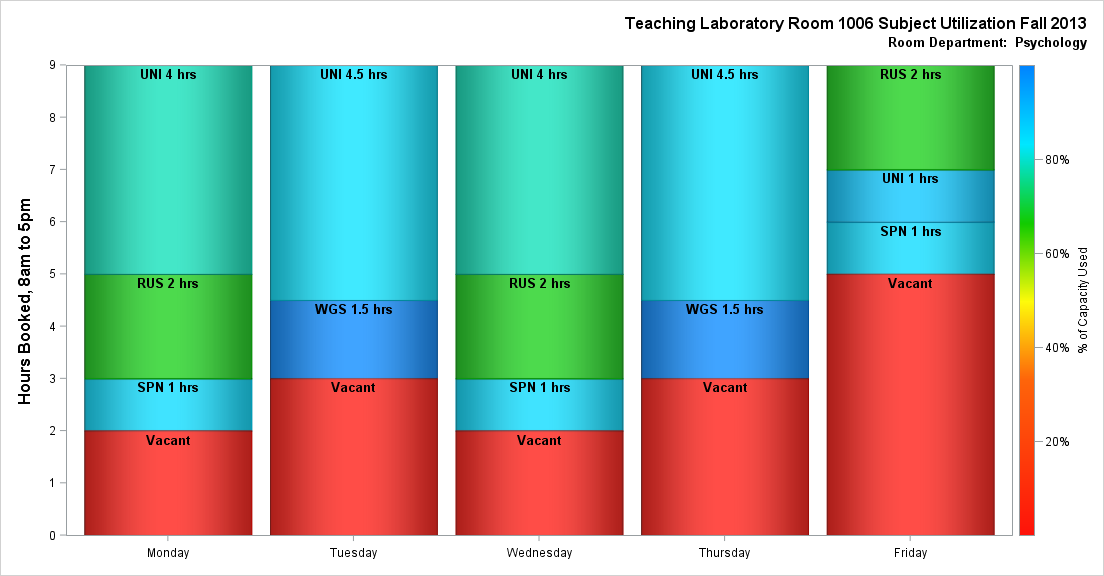 Teaching Laboratory Room 1006 Subject Utilization Fall 2013
Room Department: Psychology
Hours Booked, 8am to 5pm
9
8
7
6
5
4
3
2
1
0
UNI 4 hrs
RUS 2 hrs
SPN 1 hrs
Vacant
UNI 4.5 hrs
WGS 1.5 hrs
Vacant
UNI 4 hrs
RUS 2 hrs
SPN 1 hrs
Vacant
UNI 4.5 hrs
WGS 1.5 hrs
Vacant
RUS 2 hrs
UNI 1 hrs
SPN 1 hrs
Vacant
Monday
Tuesday
Wednesday
Thursday
Friday
80%
60%
40%
20%
% of Capacity Used